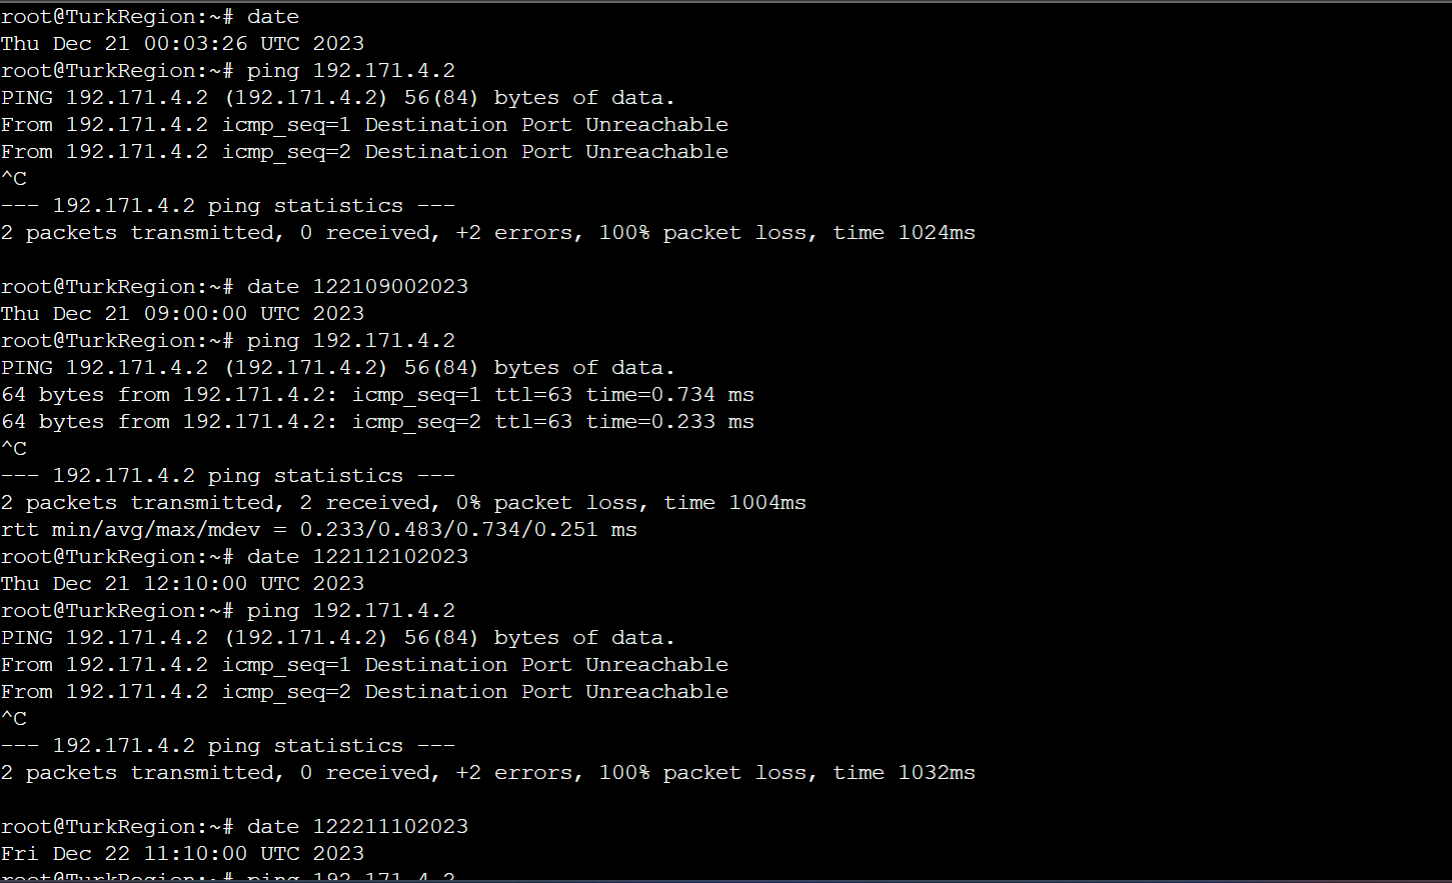 root@TurkRegion:~# date
Thu Dec 21 00:03:26 UTC 2023
root@TurkRegion:~# ping 192.171.4.2
PING 192.171.4.2 (192.171.4.2) 56(84) bytes of data.
From 192.171.4.2 icmp_seq=1 Destination Port Unreachable
From 192.171.4.2 icmp_seq=2 Destination Port Unreachable
^C
--- 192.171.4.2 ping statistics ---
2 packets transmitted, 0 received, +2 errors, 100% packet loss, time 1024ms
root@TurkRegion:~# date 122109002023
Thu Dec 21 09:00:00 UTC 2023
root@TurkRegion:~# ping 192.171.4.2
PING 192.171.4.2 (192.171.4.2) 56(84) bytes of data.
64 bytes from 192.171.4.2: icmp_seq=1 ttl=63 time=0.734 ms
64 bytes from 192.171.4.2: icmp_seq=2 ttl=63 time=0.233 ms
^C
--- 192.171.4.2 ping statistics ---
2 packets transmitted, 2 received, 0% packet loss, time 1004ms
rtt min/avg/max/mdev = 0.233/0.483/0.734/0.251 ms
root@TurkRegion:~# date 122112102023
Thu Dec 21 12:10:00 UTC 2023
root@TurkRegion:~# ping 192.171.4.2
PING 192.171.4.2 (192.171.4.2) 56(84) bytes of data.
From 192.171.4.2 icmp_seq=1 Destination Port Unreachable
From 192.171.4.2 icmp_seq=2 Destination Port Unreachable
^C
--- 192.171.4.2 ping statistics ---
2 packets transmitted, 0 received, +2 errors, 100% packet loss, time 1032ms
root@TurkRegion:~# date 122211102023
Fri Dec 22 11:10:00 UTC 2023
root@TurkRegion:~# ping 192.171.4.2